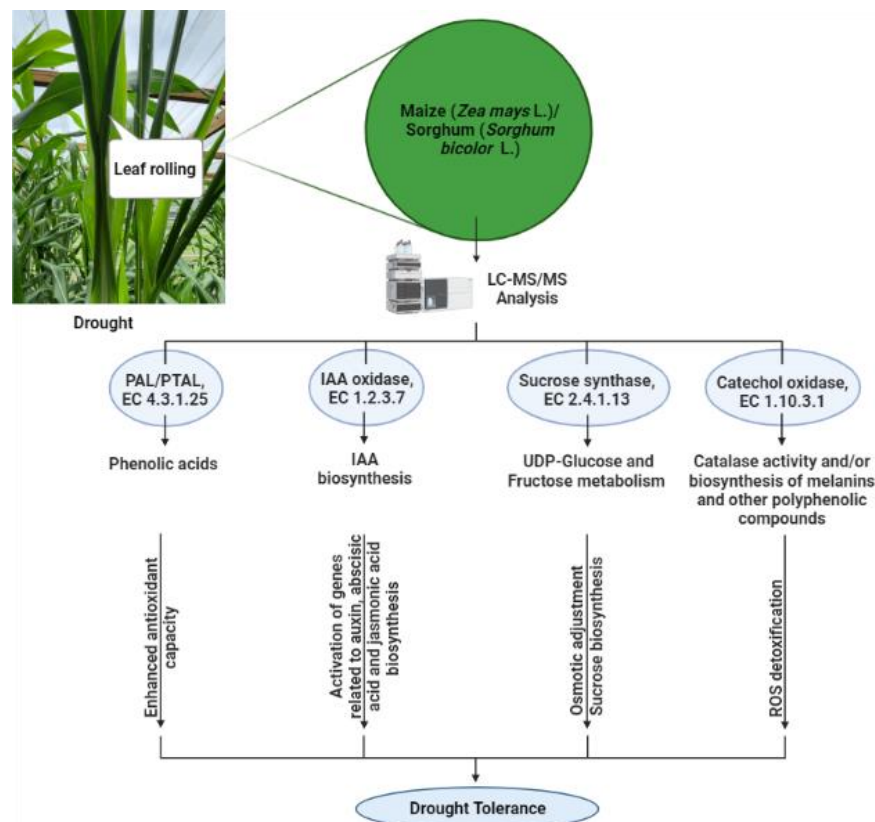 Maize (Zea mays L.)/
Sorghum (Sorghum
bicolor L.)
Leaf rolling
LC-MS/MS
Analysis
Drought
PAL/PTAL,
EC 4.3.1.25
IAA oxidase,
EC 1.2.3.7
Sucrose synthase,
EC 2.4.1.13
Catechol oxidase,
EC 1.10.3.1
Phenolic acids
IAA
biosynthesis
UDP-Glucose and
Fructose metabolism
Catalase activity and/or
biosynthesis of melanins
and other polyphenolic
compounds
Enhanced antioxidant
capacity
Activation of genes
related to auxin, abscisic
acid and jasmonic acid
biosynthesis
Osmotic adjustment
Sucrose biosynthesis
ROS detoxification
Drought Tolerance